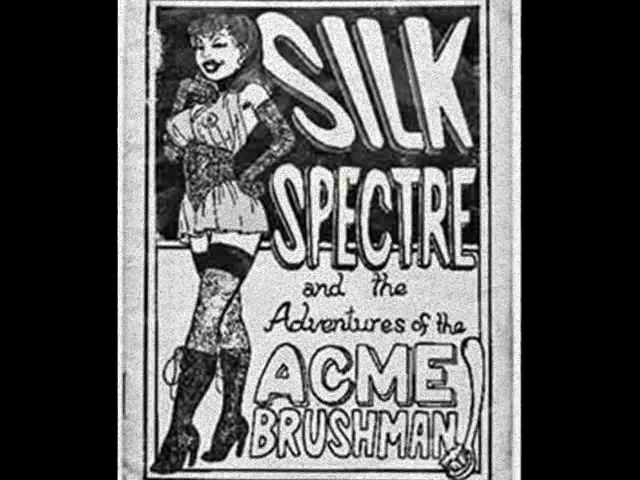 SILK
SPECTRE
and the
Adventures of the
ACME
BRUSHMAN